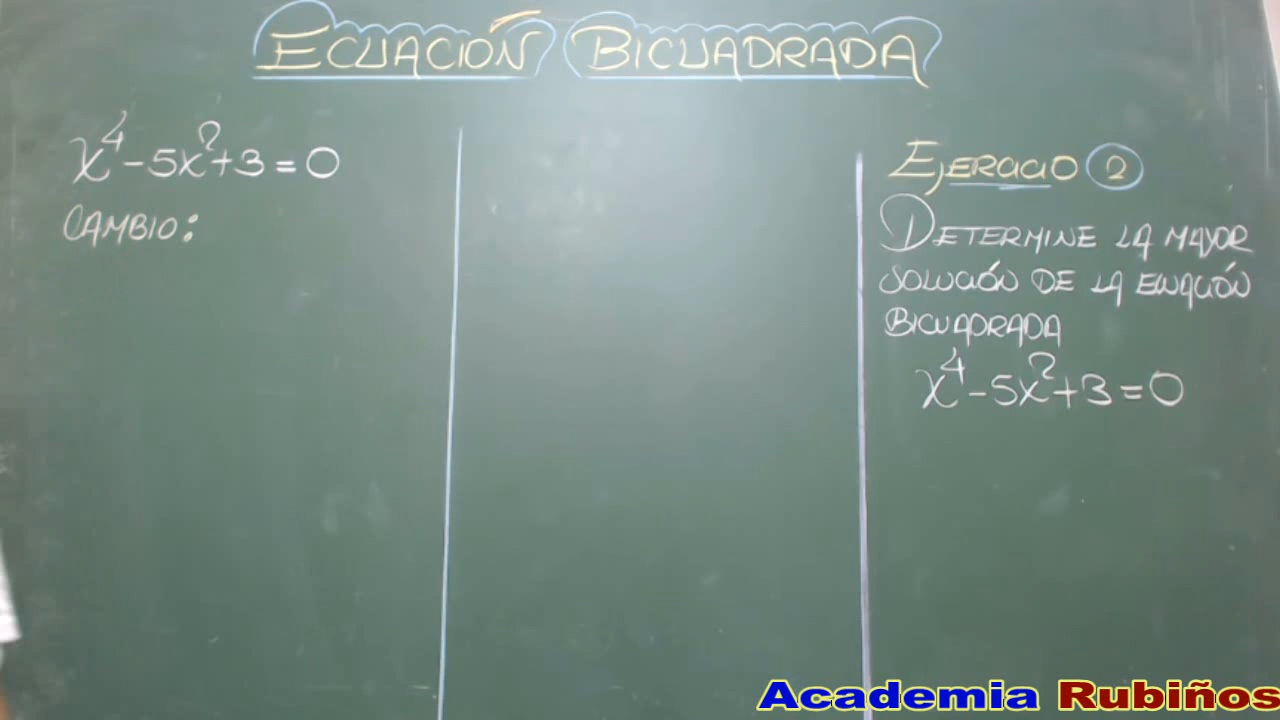 ECUACIÓN BICUADRADA
x⁴-5x²+3=0
CAMBIO:
EJERCICIO 2
DETERMINE LA MAYOR
SOLUCIÓN DE LA ECUACIÓN
BICUADRADA
x⁴-5x²+3=0
Academia Rubiños